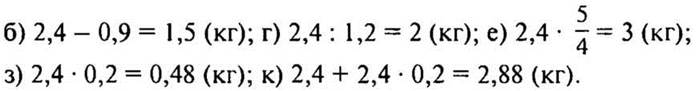 б) 2,4 – 0,9 = 1,5 (кг); г) 2,4 : 1,2 = 2 (кг); е) 2,4 · 5/4 = 3 (кг);
з) 2,4 · 0,2 = 0,48 (кг); к) 2,4 + 2,4 · 0,2 = 2,88 (кг).